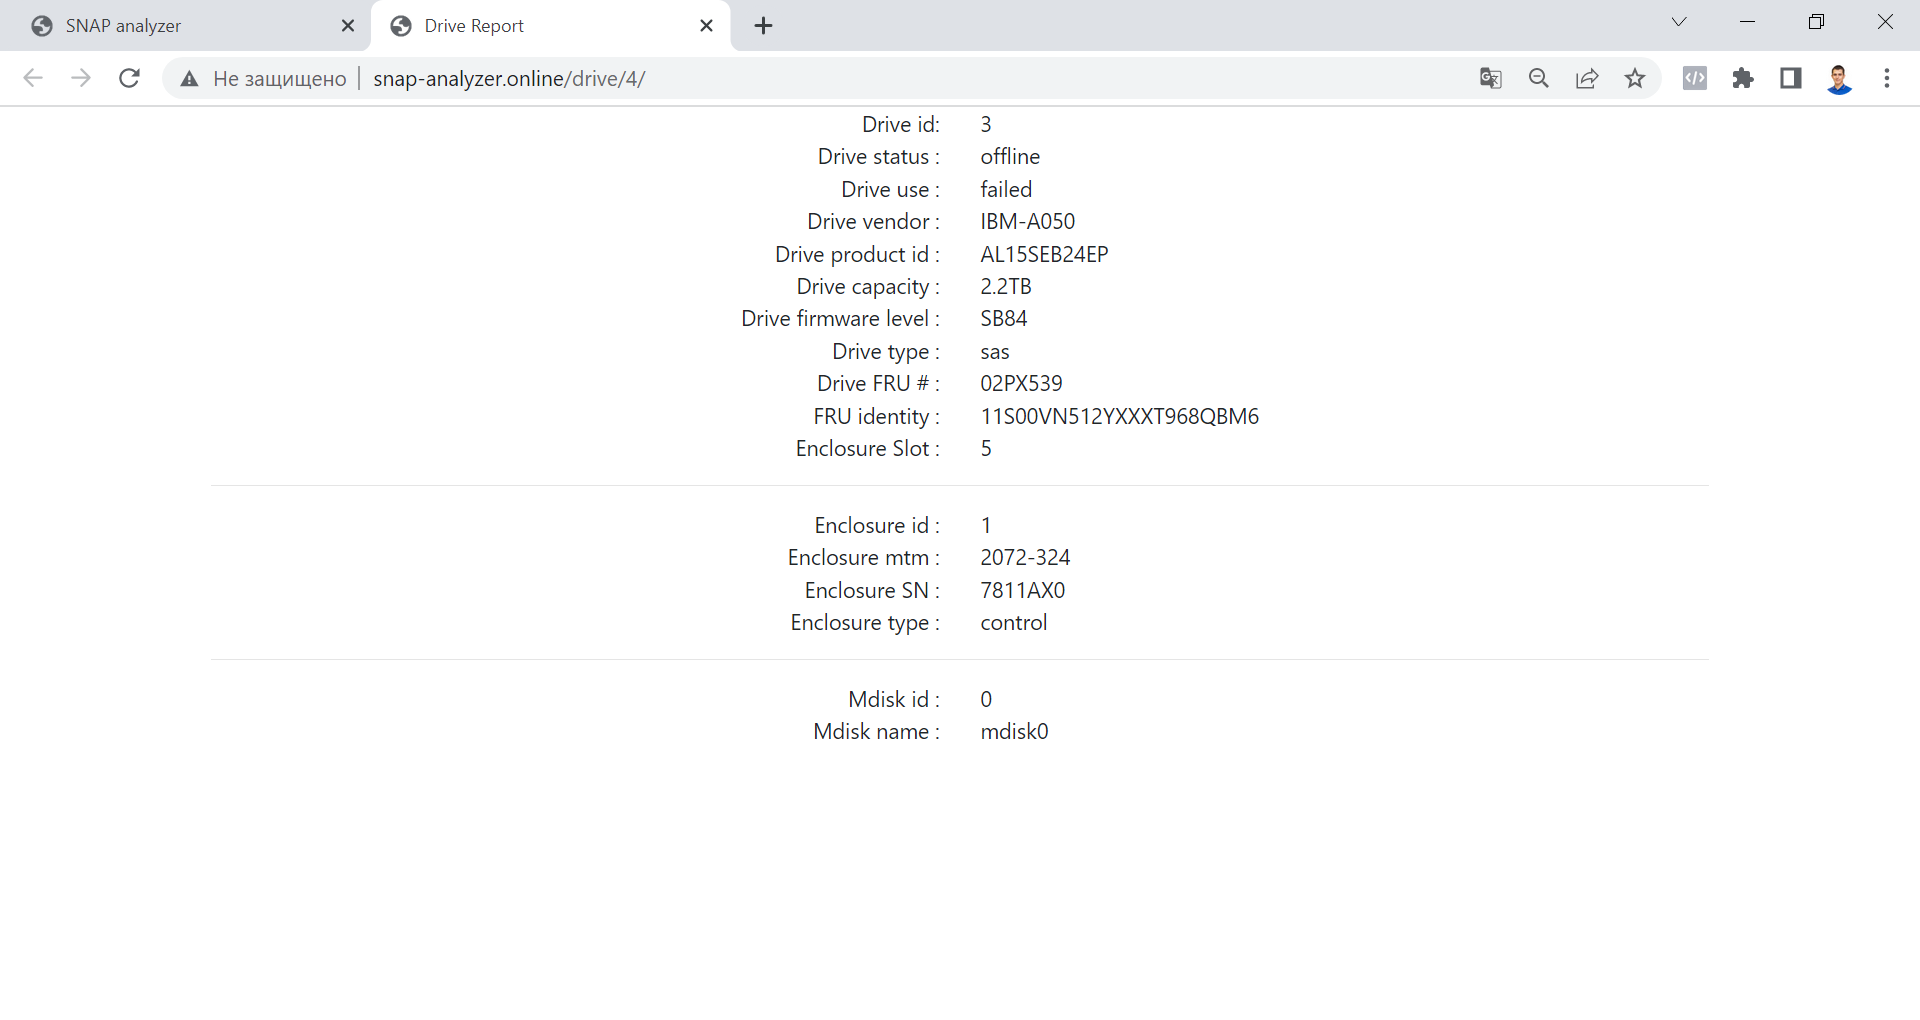 SNAP analyzer
Drive Report
Не защищено
snap-analyzer.online/drive/4/
Drive id: 3
Drive status : offline
Drive use : failed
Drive vendor : IBM-A050
Drive product id : AL15SEB24EP
Drive capacity : 2.2TB
Drive firmware level : SB84
Drive type : sas
Drive FRU # : 02PX539
FRU identity : 11S00VN512YXXXT968QBM6
Enclosure Slot : 5
Enclosure id : 1
Enclosure mtm : 2072-324
Enclosure SN : 7811AX0
Enclosure type : control
Mdisk id : 0
Mdisk name : mdisk0